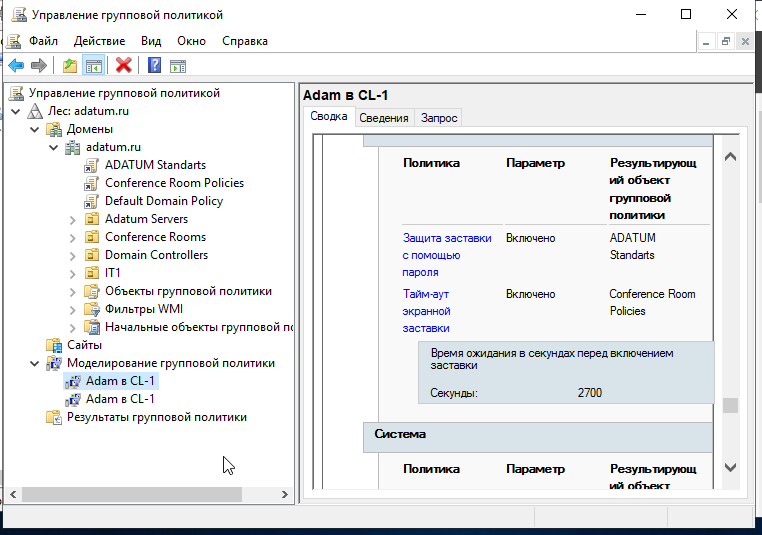 Управление групповой политикой
Файл Действие Вид Окно Справка
Управление групповой политикой
Лес: adatum.ru
Домены
adatum.ru
ADATUM Standarts
Conference Room Policies
Default Domain Policy
Adatum Servers
Conference Rooms
Domain Controllers
IT1
Объекты групповой политики
Фильтры WMI
Начальные объекты групповой по
Сайты
Моделирование групповой политики
Adam в CL-1
Adam в CL-1
Результаты групповой политики
Adam в CL-1
Сводка Сведения Запрос
Политика Параметр Результирующ
ий объект
групповой
политики
Защита заставки Включено ADATUM
с помощью Standarts
пароля
Тайм-аут Включено Conference Room
экранной Policies
заставки
Время ожидания в секундах перед включением
заставки
Секунды: 2700
Система
Политика Параметр Результирующ
ий объект